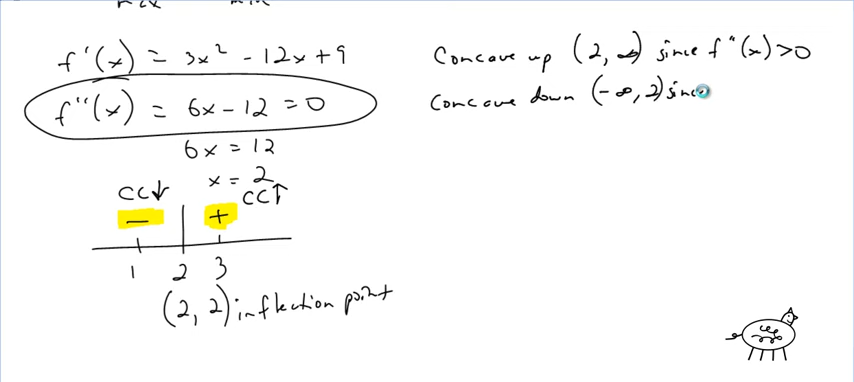 f'(x) = 3x² - 12x + 9
f''(x) = 6x - 12 = 0
6x = 12
x = 2
CC↓ CC↑
- +
1 2 3
(2, 2) inflection point
Concave up (2, ∞) since f''(x) > 0
Concave down (-∞, 2) sinc